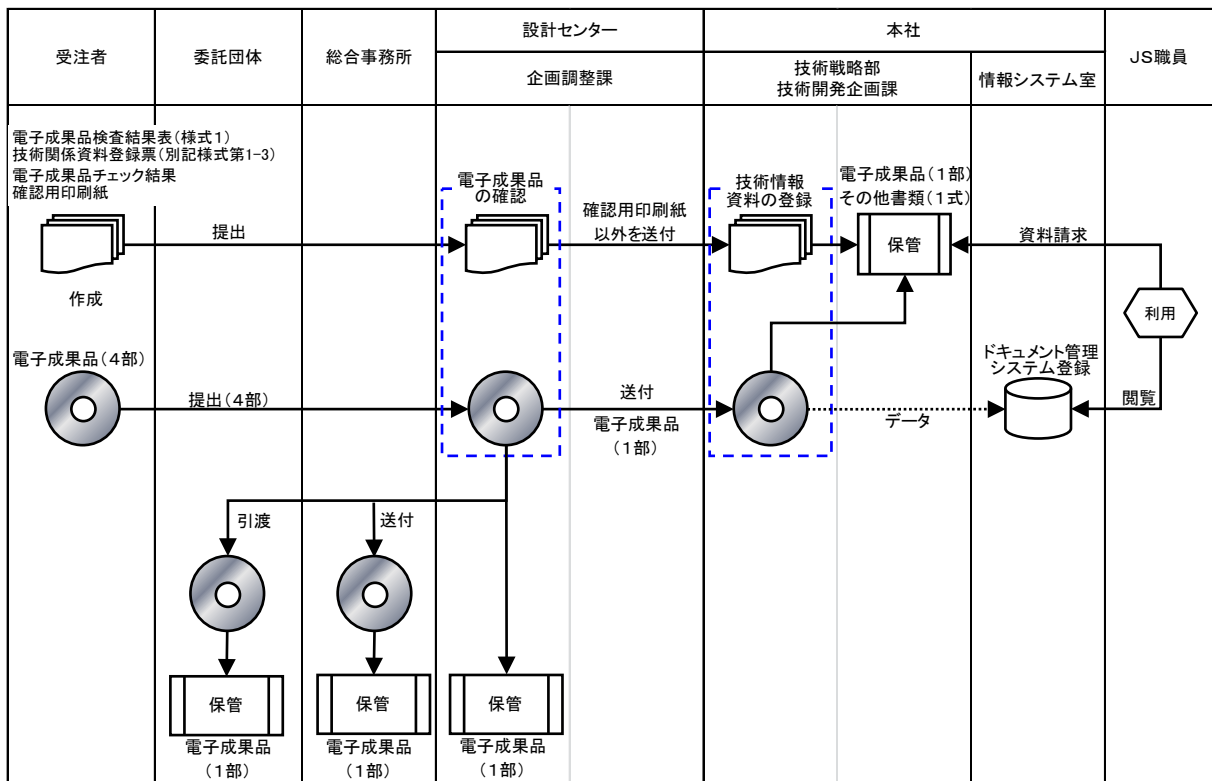 受注者
委託団体
総合事務所
設計センター
企画調整課
本社
技術戦略部
技術開発企画課
情報システム室
JS職員
電子成果品検査結果表(様式1)
技術関係資料登録票(別記様式第1-3)
電子成果品チェック結果
確認用印刷紙
作成
提出
電子成果品
の確認
確認用印刷紙
以外を送付
技術情報
資料の登録
電子成果品(1部)
その他書類(1式)
保管
資料請求
利用
電子成果品(4部)
提出(4部)
送付
電子成果品
(1部)
データ
ドキュメント管理
システム登録
閲覧
引渡
送付
保管
電子成果品
(1部)
保管
電子成果品
(1部)
保管
電子成果品
(1部)